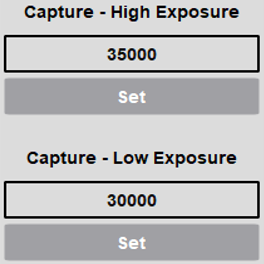 Capture - High Exposure
35000
Set
Capture - Low Exposure
30000
Set